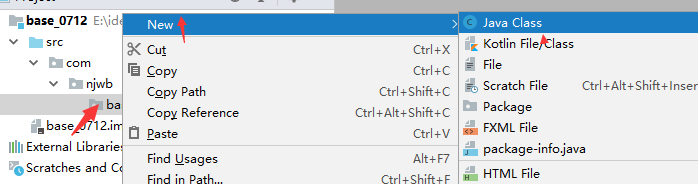 base_0712 E:\ide
src
com
njwb
ba
base_0712.im
External Libraries
Scratches and Co
New
Cut Ctrl+X
Copy Ctrl+C
Copy Path Ctrl+Shift+C
Copy Reference Ctrl+Alt+Shift+C
Paste Ctrl+V
Find Usages Alt+F7
Find in Path... Ctrl+Shift+F
Java Class
Kotlin File/Class
File
Scratch File Ctrl+Alt+Shift+Inser
Package
FXML File
package-info.java
HTML File